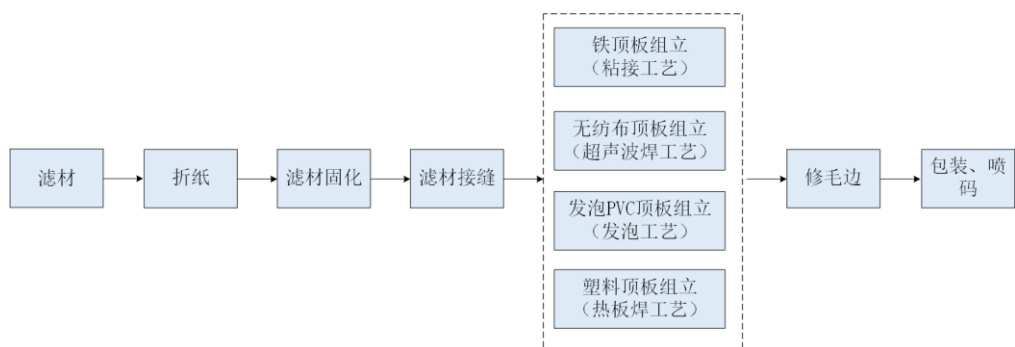 滤材
折纸
滤材固化
滤材接缝
铁顶板组立
（粘接工艺）
无纺布顶板组立
（超声波焊工艺）
发泡PVC顶板组立
（发泡工艺）
塑料顶板组立
（热板焊工艺）
修毛边
包装、喷
码